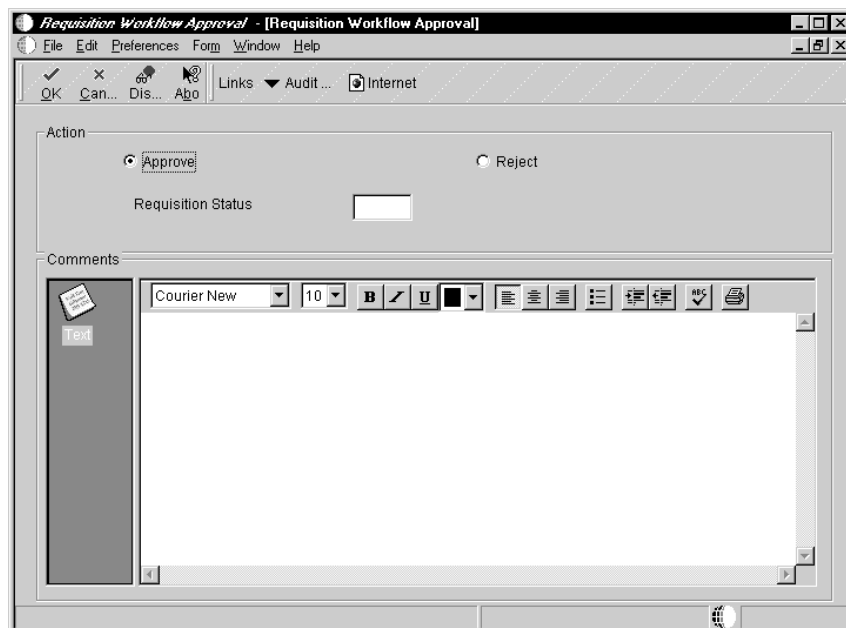 Requisition Workflow Approval - [Requisition Workflow Approval]
File Edit Preferences Form Window Help
OK Can... Dis... Abo Links Audit ... Internet
Action
Approve Reject
Requisition Status
Comments
Courier New 10 B I U ABC
Text